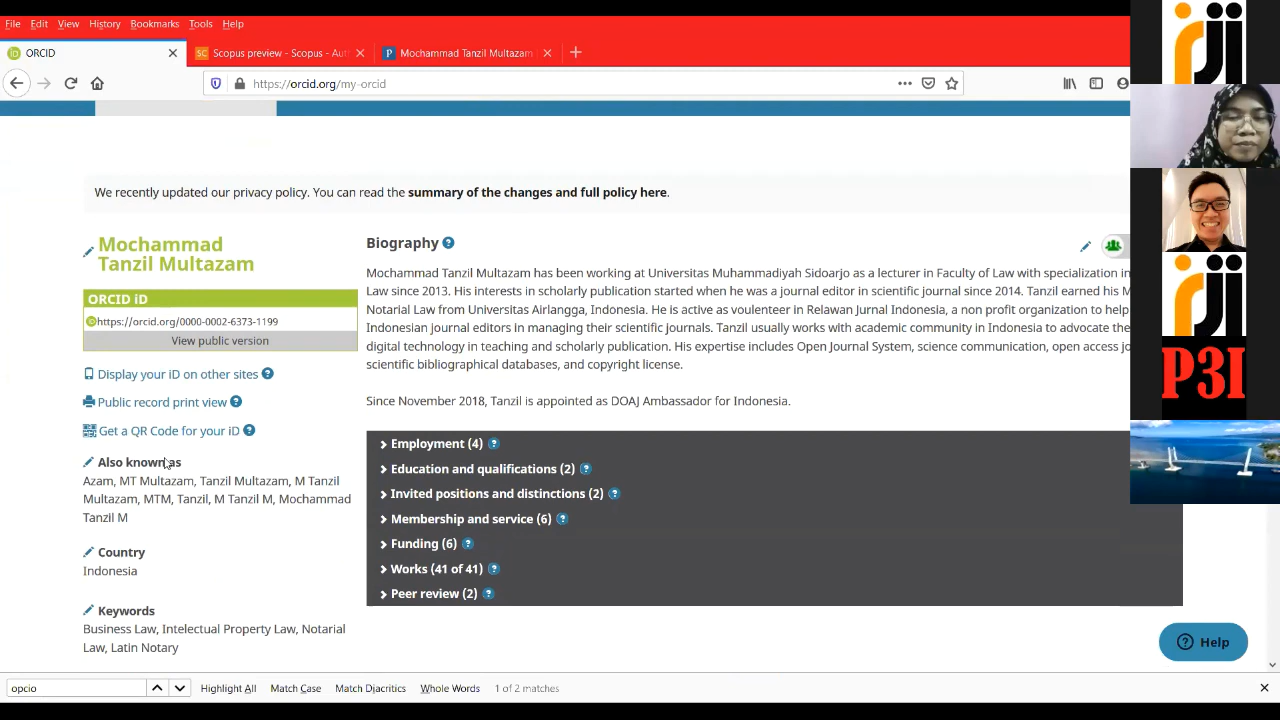 File Edit View History Bookmarks Tools Help
ORCID
Scopus preview - Scopus - Aut
Mochammad Tanzil Multazam
https://orcid.org/my-orcid
We recently updated our privacy policy. You can read the summary of the changes and full policy here.
Mochammad
Tanzil Multazam
ORCID iD
https://orcid.org/0000-0002-6373-1199
View public version
Display your iD on other sites
Public record print view
Get a QR Code for your iD
Also known as
Azam, MT Multazam, Tanzil Multazam, M Tanzil
Multazam, MTM, Tanzil, M Tanzil M, Mochammad
Tanzil M
Country
Indonesia
Keywords
Business Law, Intelectual Property Law, Notarial
Law, Latin Notary
Biography
Mochammad Tanzil Multazam has been working at Universitas Muhammadiyah Sidoarjo as a lecturer in Faculty of Law with specialization in
Law since 2013. His interests in scholarly publication started when he was a journal editor in scientific journal since 2014. Tanzil earned his M
Notarial Law from Universitas Airlangga, Indonesia. He is active as voulenteer in Relawan Jurnal Indonesia, a non profit organization to help
Indonesian journal editors in managing their scientific journals. Tanzil usually works with academic community in Indonesia to advocate the
digital technology in teaching and scholarly publication. His expertise includes Open Journal System, science communication, open access jo
scientific bibliographical databases, and copyright license.
Since November 2018, Tanzil is appointed as DOAJ Ambassador for Indonesia.
Employment (4)
Education and qualifications (2)
Invited positions and distinctions (2)
Membership and service (6)
Funding (6)
Works (41 of 41)
Peer review (2)
Help
opcio
Highlight All Match Case Match Diacritics Whole Words 1 of 2 matches
rji
rji
P3I